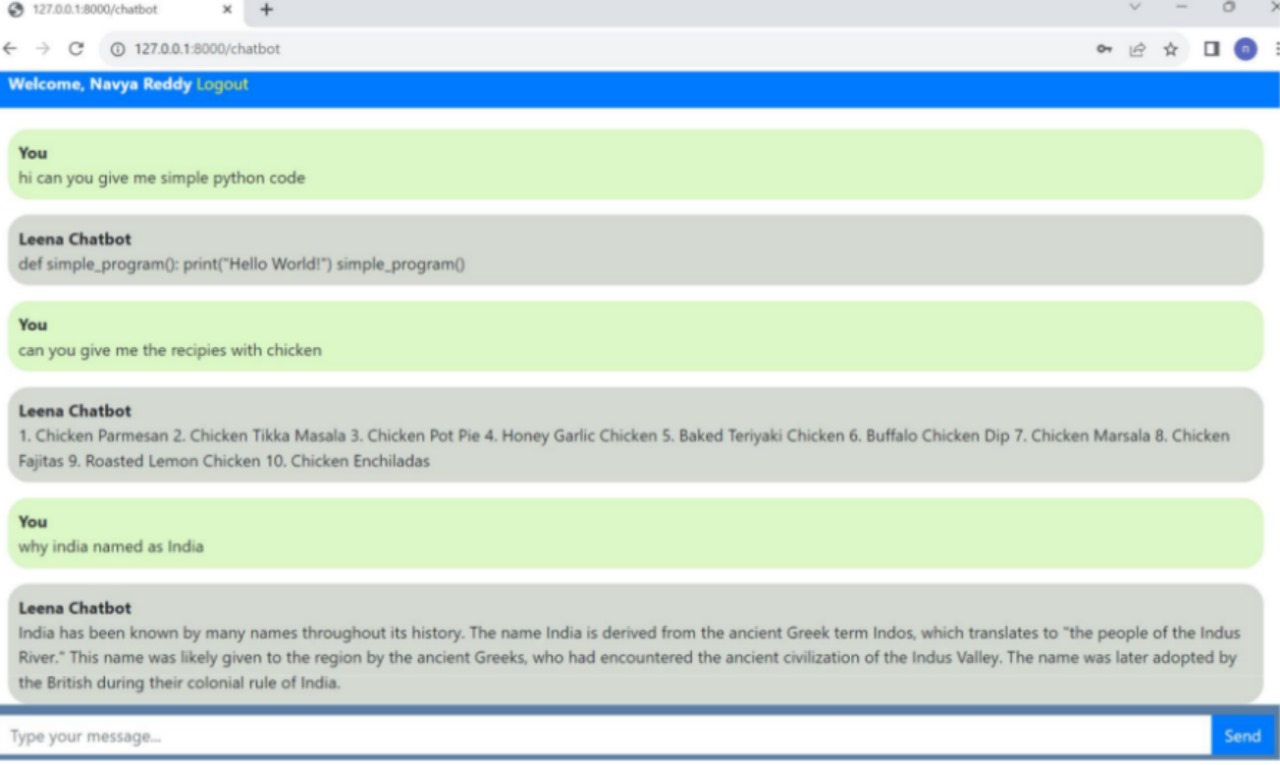 127.0.0.1:8000/chatbot
127.0.0.1:8000/chatbot
n
Welcome, Navya Reddy Logout
You
hi can you give me simple python code
Leena Chatbot
def simple_program(): print("Hello World!") simple_program()
You
can you give me the recipies with chicken
Leena Chatbot
1. Chicken Parmesan 2. Chicken Tikka Masala 3. Chicken Pot Pie 4. Honey Garlic Chicken 5. Baked Teriyaki Chicken 6. Buffalo Chicken Dip 7. Chicken Marsala 8. Chicken
Fajitas 9. Roasted Lemon Chicken 10. Chicken Enchiladas
You
why india named as India
Leena Chatbot
India has been known by many names throughout its history. The name India is derived from the ancient Greek term Indos, which translates to "the people of the Indus
River." This name was likely given to the region by the ancient Greeks, who had encountered the ancient civilization of the Indus Valley. The name was later adopted by
the British during their colonial rule of India.
Type your message...
Send